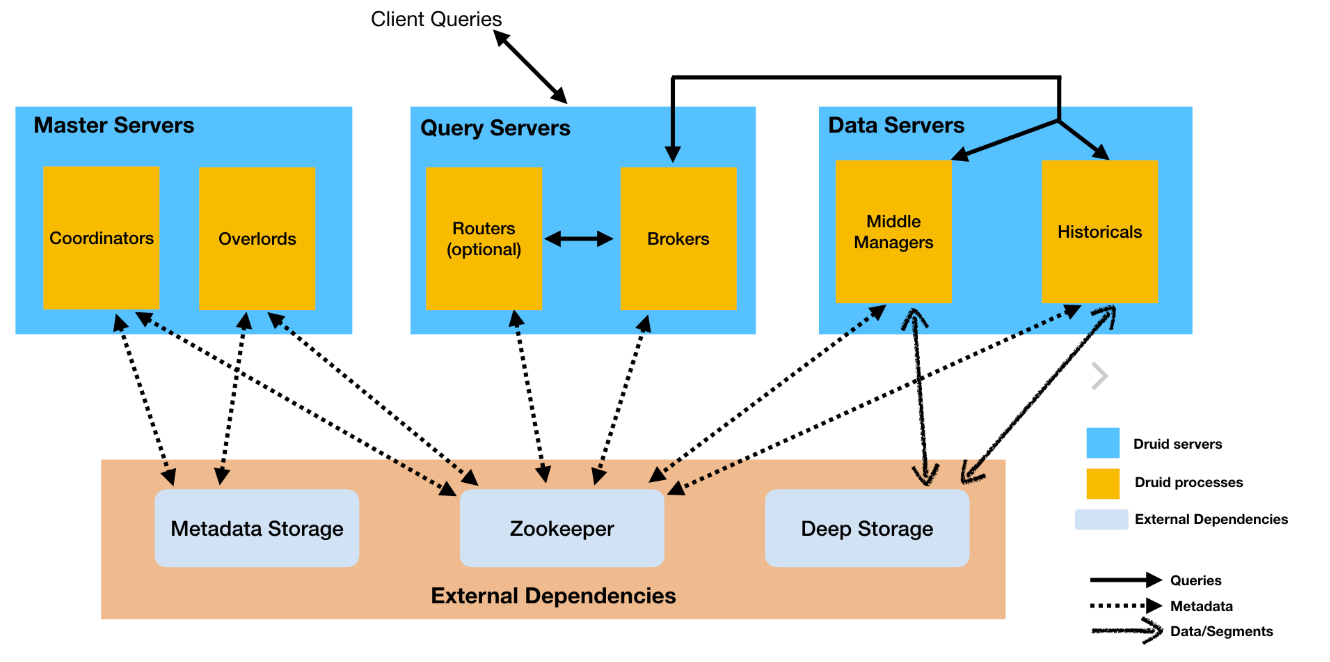 Client Queries
Master Servers
Coordinators
Overlords
Query Servers
Routers
(optional)
Brokers
Data Servers
Middle
Managers
Historicals
Metadata Storage
Zookeeper
Deep Storage
External Dependencies
Druid servers
Druid processes
External Dependencies
Queries
Metadata
Data/Segments